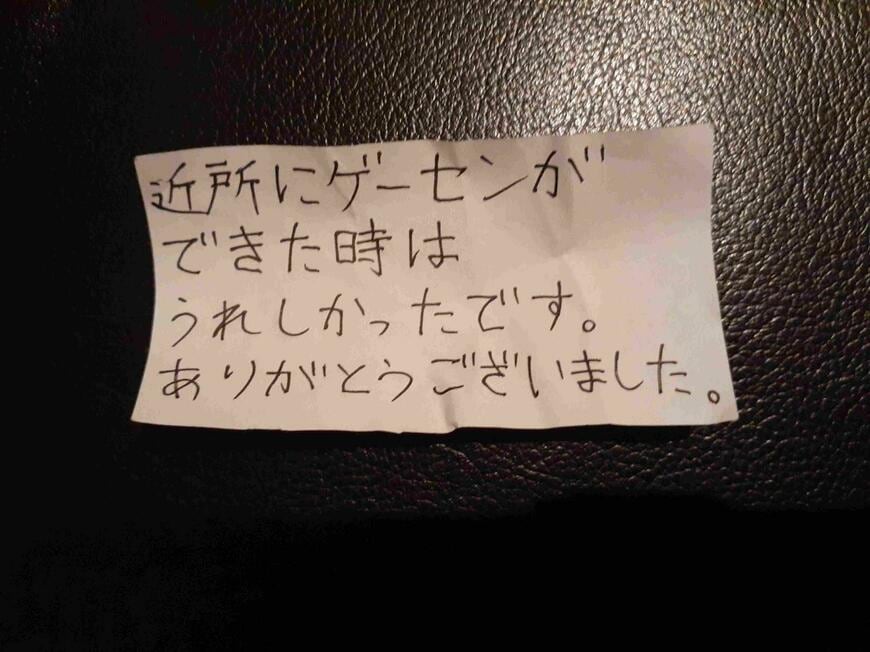 近所にゲーセンが
できた時は
うれしかったです。
ありがとうございました。